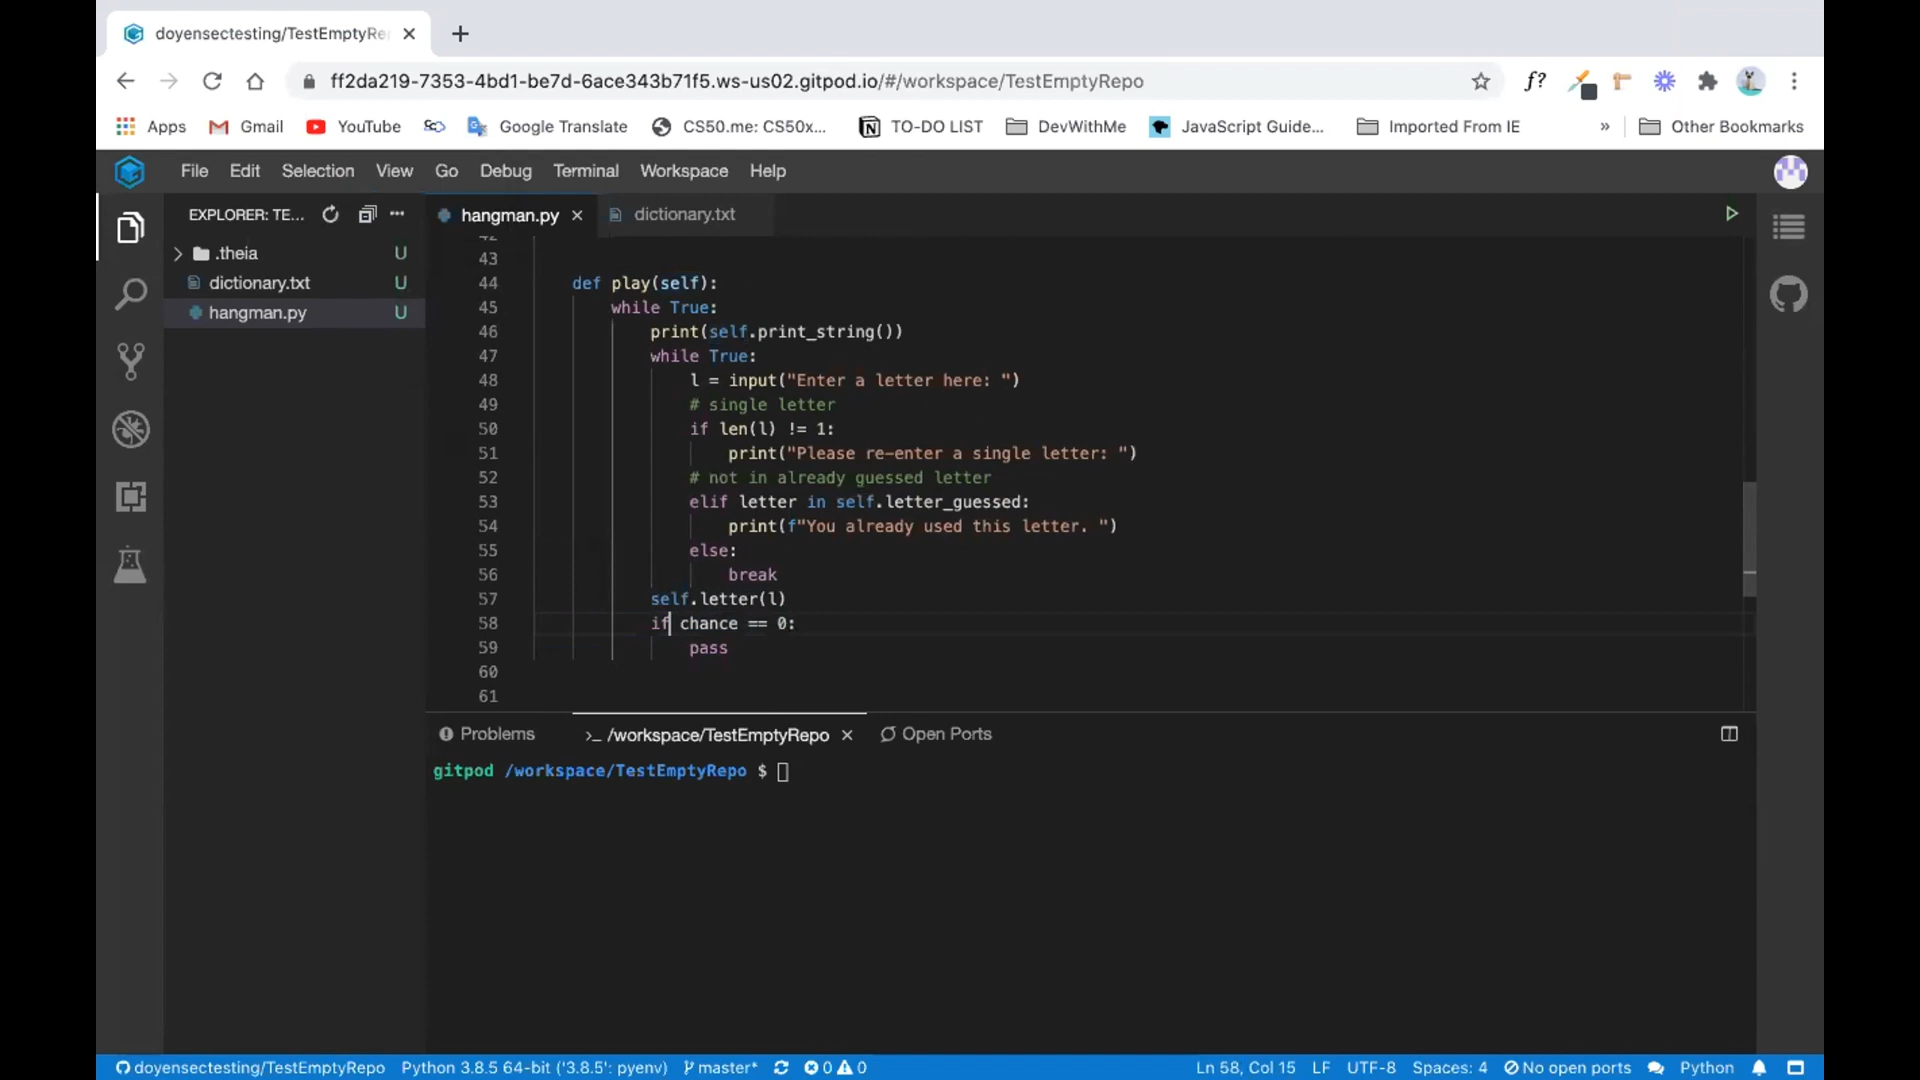 doyensectesting/TestEmptyRe
ff2da219-7353-4bd1-be7d-6ace343b71f5.ws-us02.gitpod.io/#/workspace/TestEmptyRepo
f?
Apps Gmail YouTube Google Translate CS50.me: CS50x... TO-DO LIST DevWithMe JavaScript Guide... Imported From IE » Other Bookmarks
File Edit Selection View Go Debug Terminal Workspace Help
EXPLORER: TE...
.theia U
dictionary.txt U
hangman.py U
hangman.py dictionary.txt
42
43
44 def play(self):
45 while True:
46 print(self.print_string())
47 while True:
48 l = input("Enter a letter here: ")
49 # single letter
50 if len(l) != 1:
51 print("Please re-enter a single letter: ")
52 # not in already guessed letter
53 elif letter in self.letter_guessed:
54 print(f"You already used this letter. ")
55 else:
56 break
57 self.letter(l)
58 if chance == 0:
59 pass
60
61
Problems >_ /workspace/TestEmptyRepo Open Ports
gitpod /workspace/TestEmptyRepo $
doyensectesting/TestEmptyRepo Python 3.8.5 64-bit ('3.8.5': pyenv) master* 0 0 Ln 58, Col 15 LF UTF-8 Spaces: 4 No open ports Python